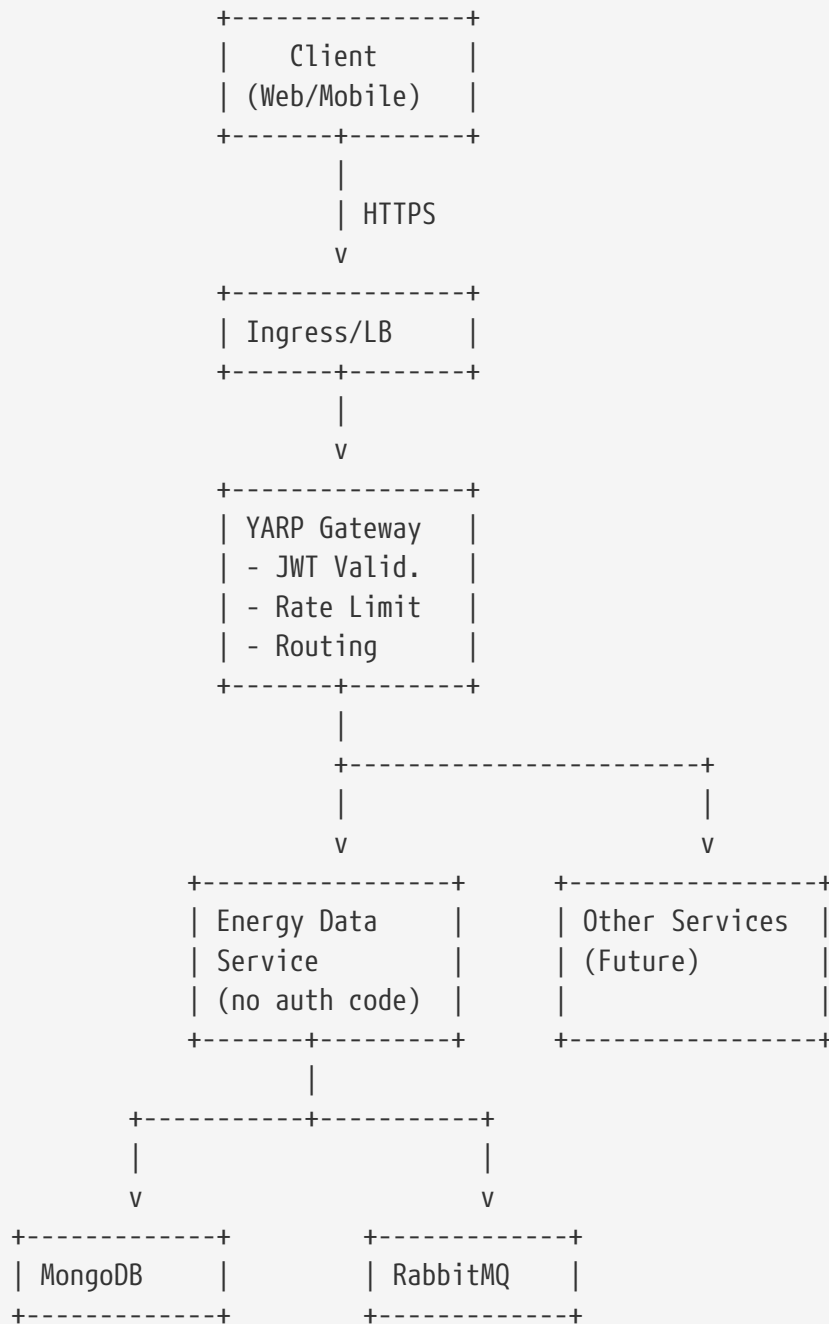 Client
(Web/Mobile)
HTTPS
Ingress/LB
YARP Gateway
- JWT Valid.
- Rate Limit
- Routing
Energy Data
Service
(no auth code)
Other Services
(Future)
MongoDB
RabbitMQ